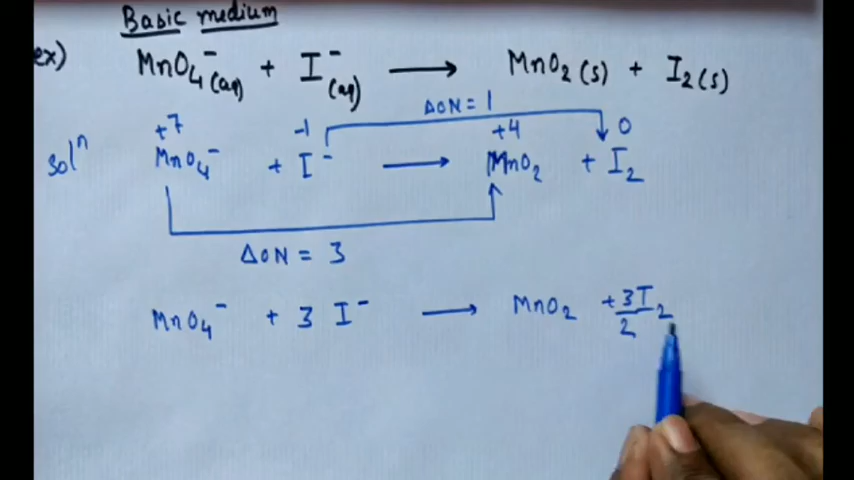 Basic medium
ex) MnO₄⁻(aq) + I⁻(aq) ⟶ MnO₂(s) + I₂(s)
ΔON = 1
+7 -1 +4 0
solⁿ MnO₄⁻ + I⁻ ⟶ MnO₂ + I₂
ΔON = 3
MnO₄⁻ + 3 I⁻ ⟶ MnO₂ + 3/2 I₂